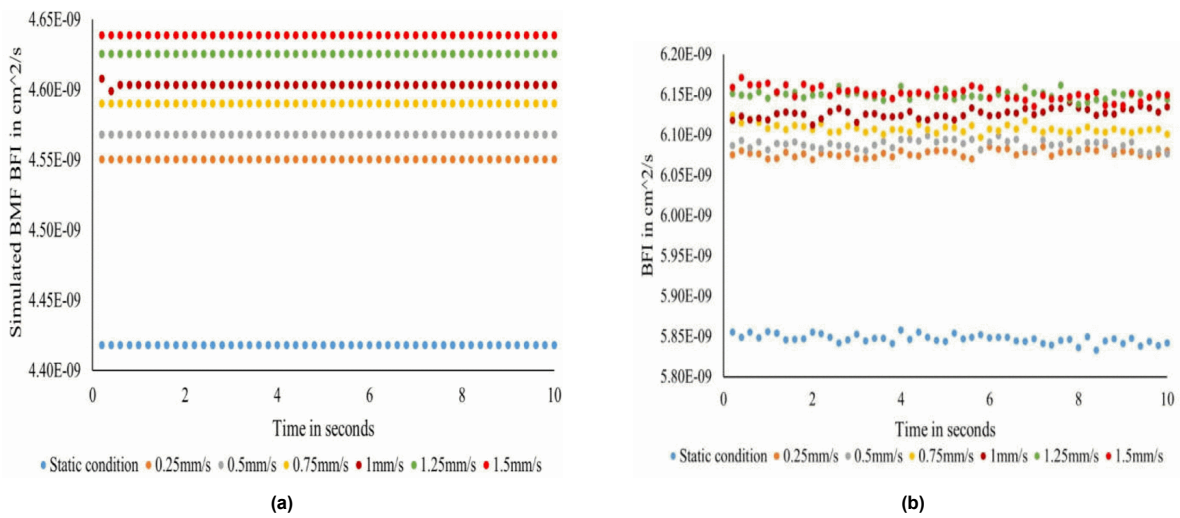 4.65E-09
4.60E-09
4.55E-09
4.50E-09
4.45E-09
4.40E-09
Simulated BMF BFI in cm^2/s
0 2 4 6 8 10
Time in seconds
Static condition 0.25mm/s 0.5mm/s 0.75mm/s 1mm/s 1.25mm/s 1.5mm/s
(a)
6.20E-09
6.15E-09
6.10E-09
6.05E-09
6.00E-09
5.95E-09
5.90E-09
5.85E-09
5.80E-09
BFI in cm^2/s
0 2 4 6 8 10
Time in seconds
Static condition 0.25mm/s 0.5mm/s 0.75mm/s 1mm/s 1.25mm/s 1.5mm/s
(b)